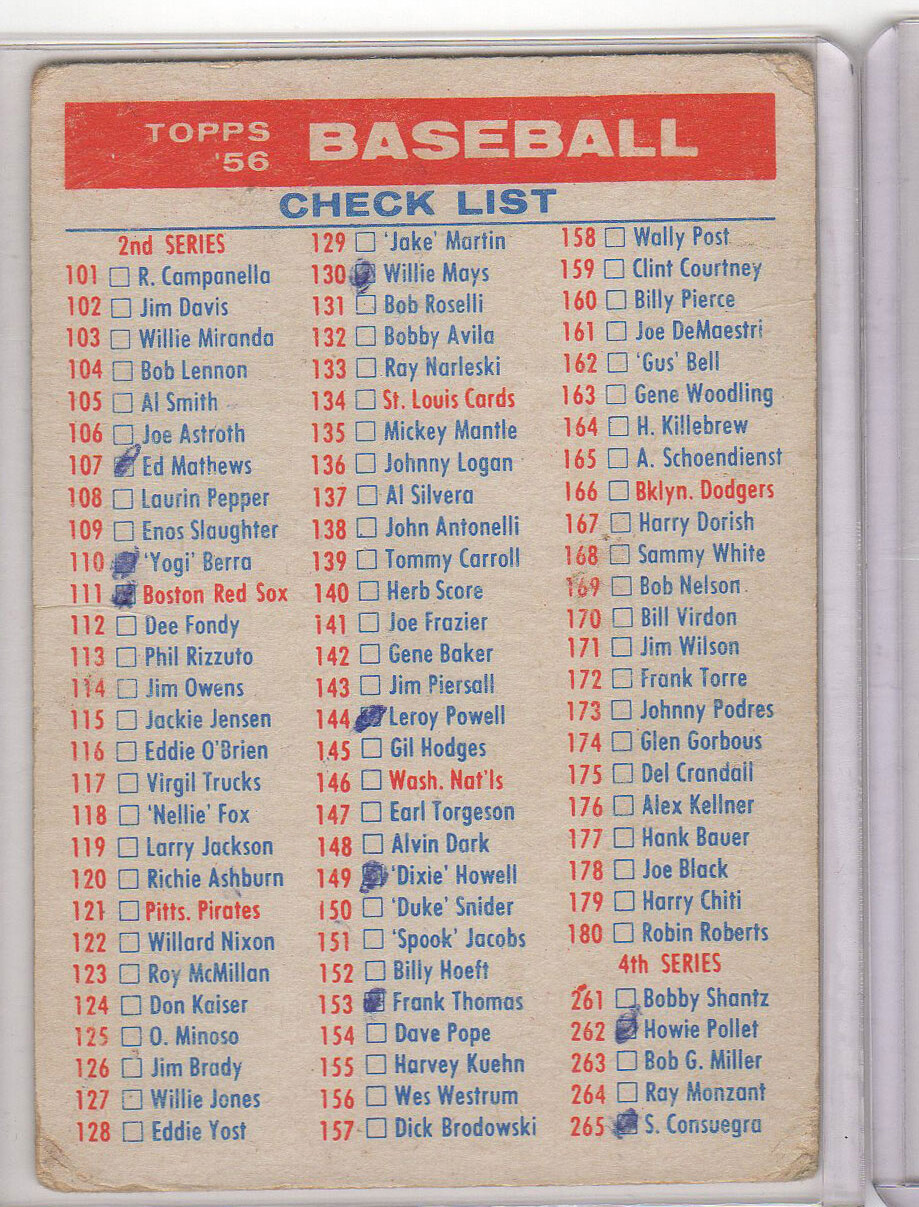 TOPPS '56 BASEBALL
CHECK LIST
2nd SERIES
101 R. Campanella
102 Jim Davis
103 Willie Miranda
104 Bob Lennon
105 Al Smith
106 Joe Astroth
107 Ed Mathews
108 Laurin Pepper
109 Enos Slaughter
110 'Yogi' Berra
111 Boston Red Sox
112 Dee Fondy
113 Phil Rizzuto
114 Jim Owens
115 Jackie Jensen
116 Eddie O'Brien
117 Virgil Trucks
118 'Nellie' Fox
119 Larry Jackson
120 Richie Ashburn
121 Pitts. Pirates
122 Willard Nixon
123 Roy McMillan
124 Don Kaiser
125 O. Minoso
126 Jim Brady
127 Willie Jones
128 Eddie Yost
129 'Jake' Martin
130 Willie Mays
131 Bob Roselli
132 Bobby Avila
133 Ray Narleski
134 St. Louis Cards
135 Mickey Mantle
136 Johnny Logan
137 Al Silvera
138 John Antonelli
139 Tommy Carroll
140 Herb Score
141 Joe Frazier
142 Gene Baker
143 Jim Piersall
144 Leroy Powell
145 Gil Hodges
146 Wash. Nat'ls
147 Earl Torgeson
148 Alvin Dark
149 'Dixie' Howell
150 'Duke' Snider
151 'Spook' Jacobs
152 Billy Hoeft
153 Frank Thomas
154 Dave Pope
155 Harvey Kuehn
156 Wes Westrum
157 Dick Brodowski
158 Wally Post
159 Clint Courtney
160 Billy Pierce
161 Joe DeMaestri
162 'Gus' Bell
163 Gene Woodling
164 H. Killebrew
165 A. Schoendienst
166 Bklyn. Dodgers
167 Harry Dorish
168 Sammy White
169 Bob Nelson
170 Bill Virdon
171 Jim Wilson
172 Frank Torre
173 Johnny Podres
174 Glen Gorbous
175 Del Crandall
176 Alex Kellner
177 Hank Bauer
178 Joe Black
179 Harry Chiti
180 Robin Roberts
4th SERIES
261 Bobby Shantz
262 Howie Pollet
263 Bob G. Miller
264 Ray Monzant
265 S. Consuegra